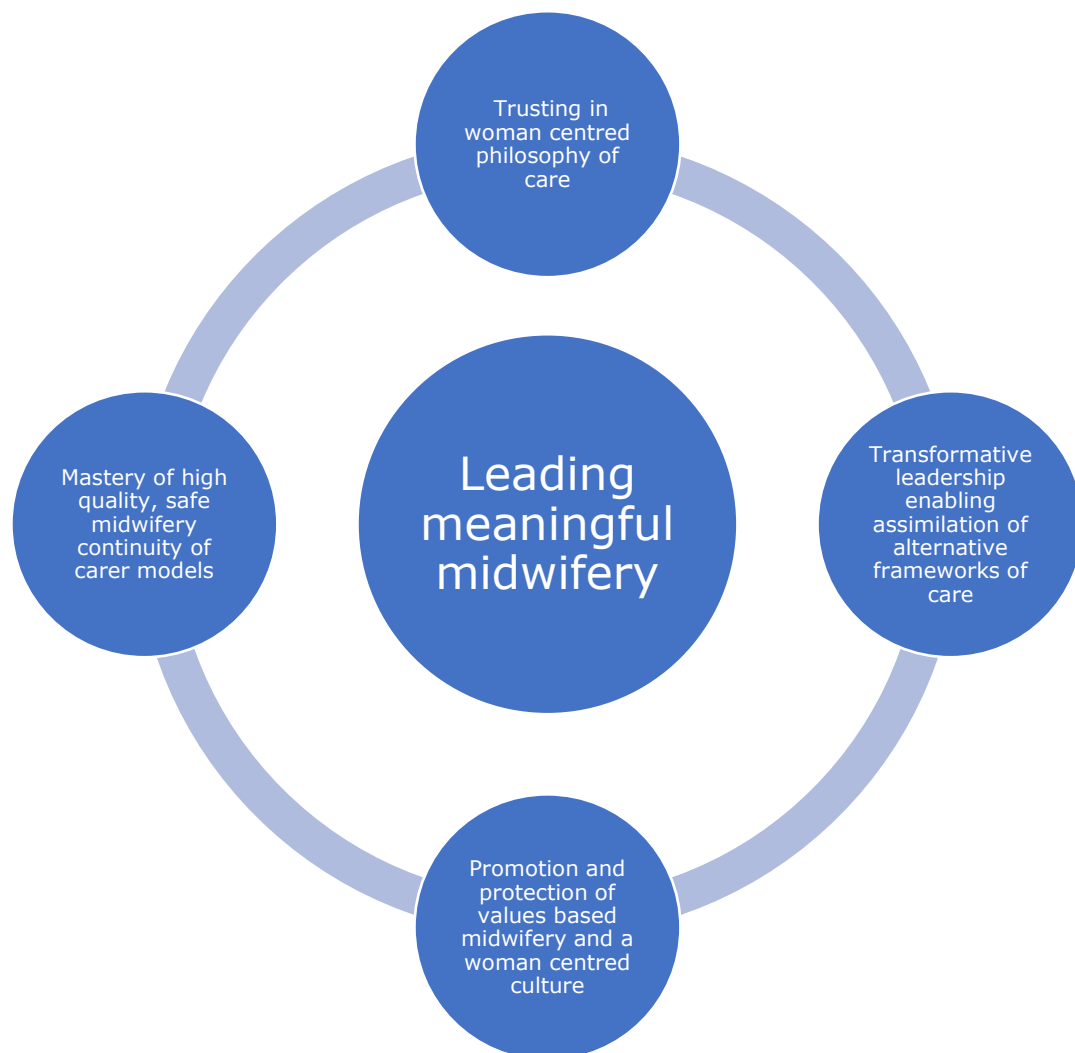 Trusting in
woman centred
philosophy of
care
Mastery of high
quality, safe
midwifery
continuity of
carer models
Leading
meaningful
midwifery
Transformative
leadership
enabling
assimilation of
alternative
frameworks of
care
Promotion and
protection of
values based
midwifery and a
woman centred
culture